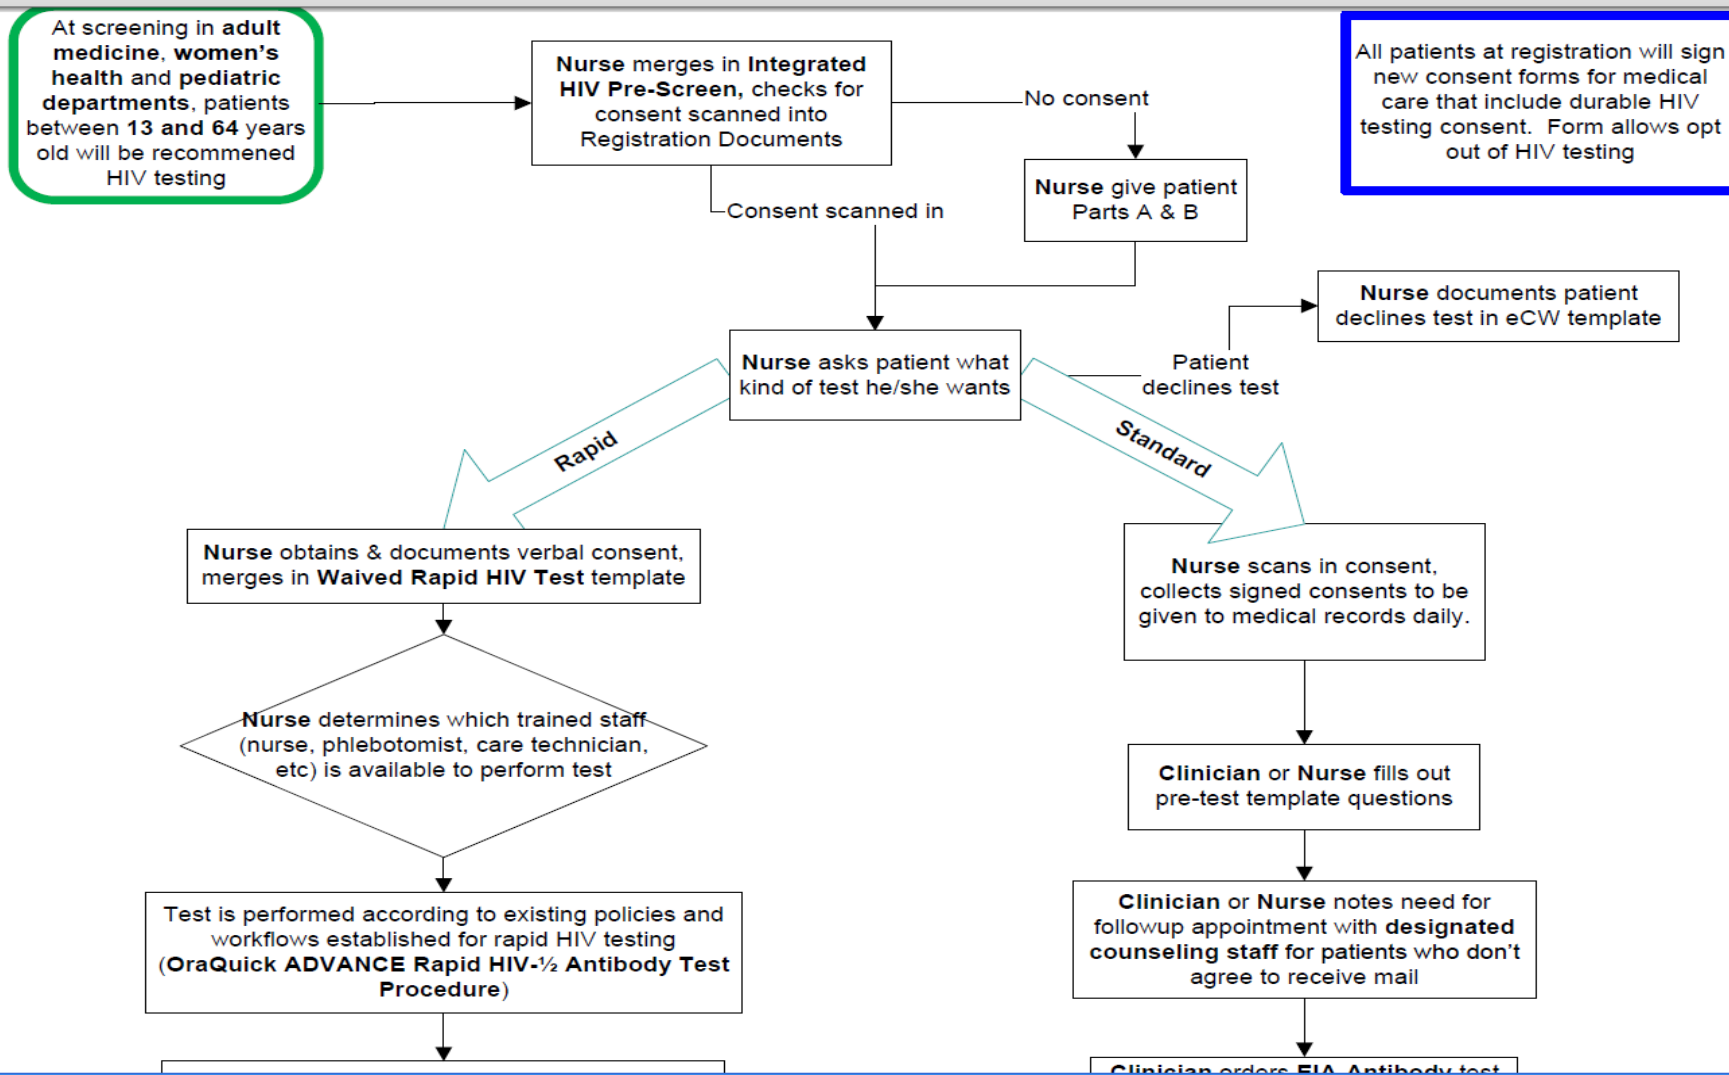 At screening in adult
medicine, women's
health and pediatric
departments, patients
between 13 and 64 years
old will be recommened
HIV testing
Nurse merges in Integrated
HIV Pre-Screen, checks for
consent scanned into
Registration Documents
No consent
All patients at registration will sign
new consent forms for medical
care that include durable HIV
testing consent.  Form allows opt
out of HIV testing
Nurse give patient
Parts A & B
Consent scanned in
Nurse documents patient
declines test in eCW template
Nurse asks patient what
kind of test he/she wants
Patient
declines test
Rapid
Standard
Nurse obtains & documents verbal consent,
merges in Waived Rapid HIV Test template
Nurse scans in consent,
collects signed consents to be
given to medical records daily.
Nurse determines which trained staff
(nurse, phlebotomist, care technician,
etc) is available to perform test
Clinician or Nurse fills out
pre-test template questions
Test is performed according to existing policies and
workflows established for rapid HIV testing
(OraQuick ADVANCE Rapid HIV-½ Antibody Test
Procedure)
Clinician or Nurse notes need for
followup appointment with designated
counseling staff for patients who don't
agree to receive mail
Clinician orders EIA Antibody test